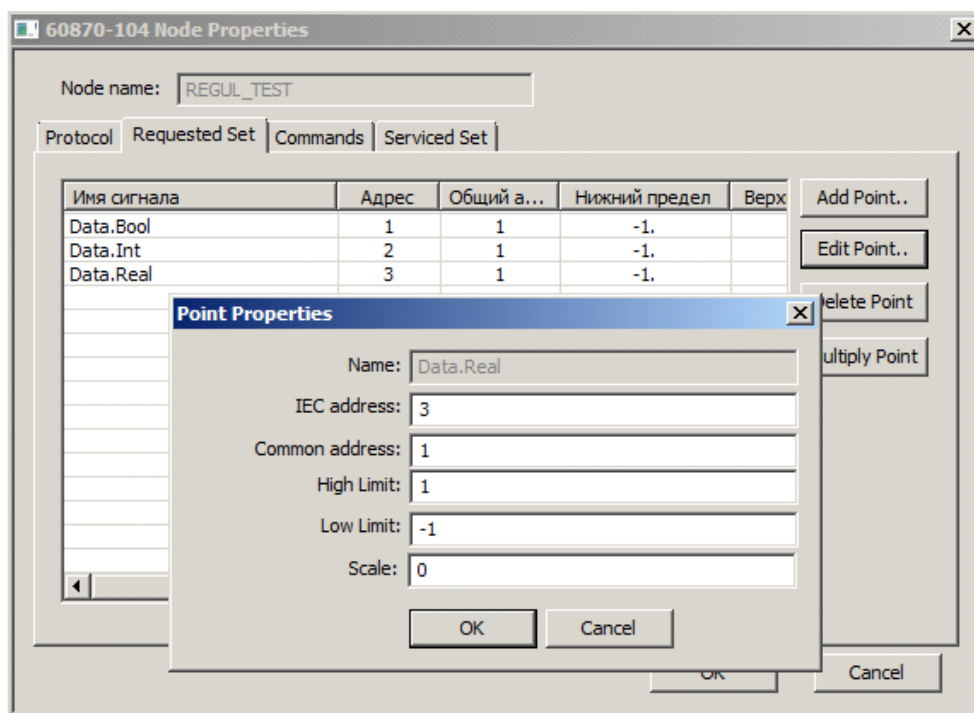 60870-104 Node Properties
Node name: REGUL_TEST
Protocol Requested Set Commands Serviced Set
Имя сигнала Адрес Общий а... Нижний предел Верх Add Point..
Data.Bool 1 1 -1.
Data.Int 2 1 -1. Edit Point..
Data.Real 3 1 -1.
Point Properties elete Point
Name: Data.Real ultiply Point
IEC address: 3
Common address: 1
High Limit: 1
Low Limit: -1
Scale: 0
OK Cancel
OK Cancel